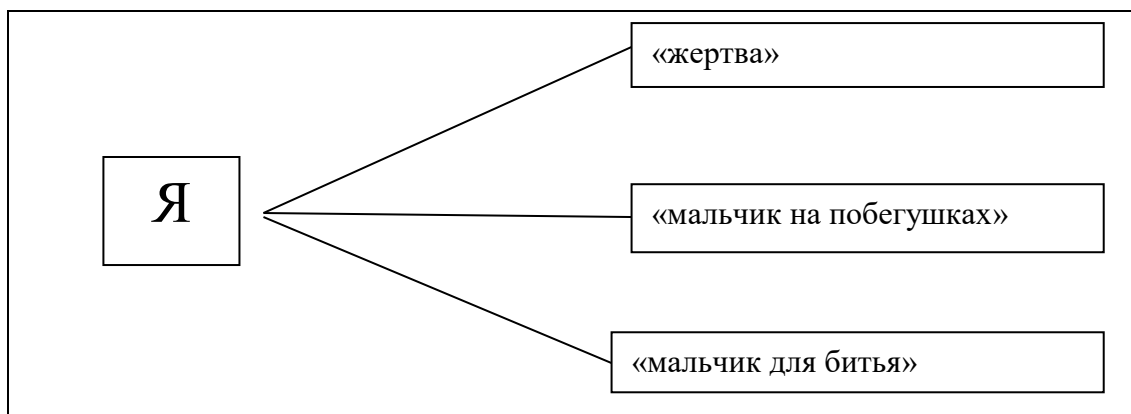 «жертва»
Я
«мальчик на побегушках»
«мальчик для битья»